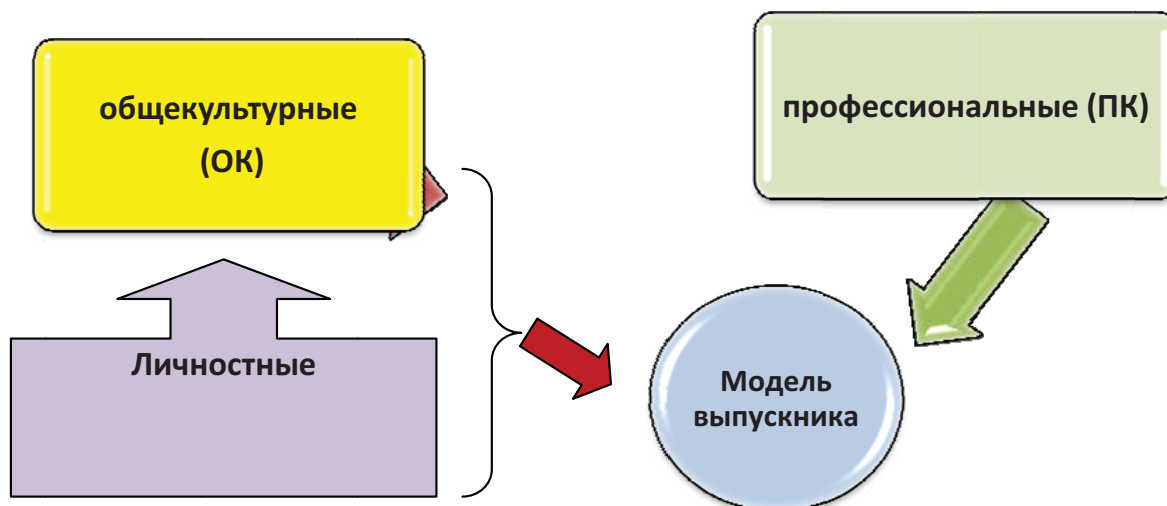 общекультурные
(ОК)
профессиональные (ПК)
Личностные
Модель
выпускника